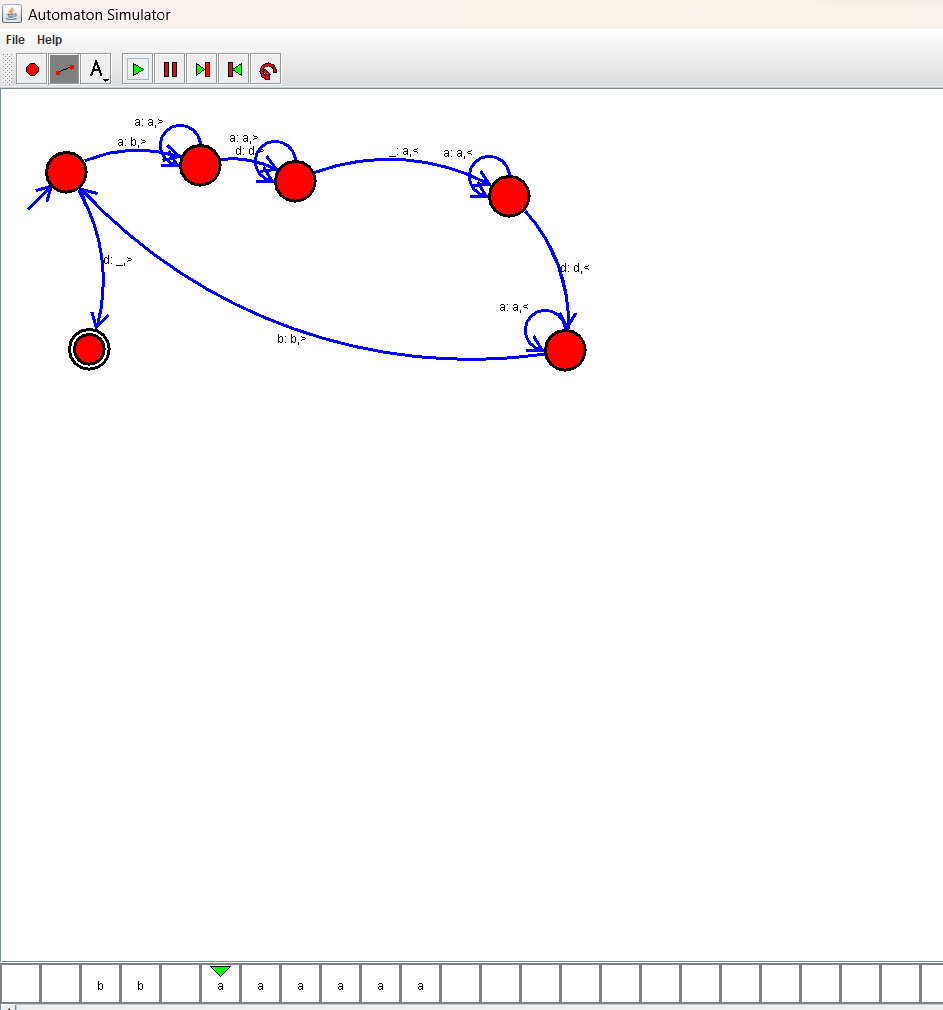 Automaton Simulator
File Help
A
a: a,>
a: b,>
a: a,>
d: d,>
_: a,<
a: a,<
d: _,>
d: d,<
a: a,<
b: b,>
b b a a a a a a